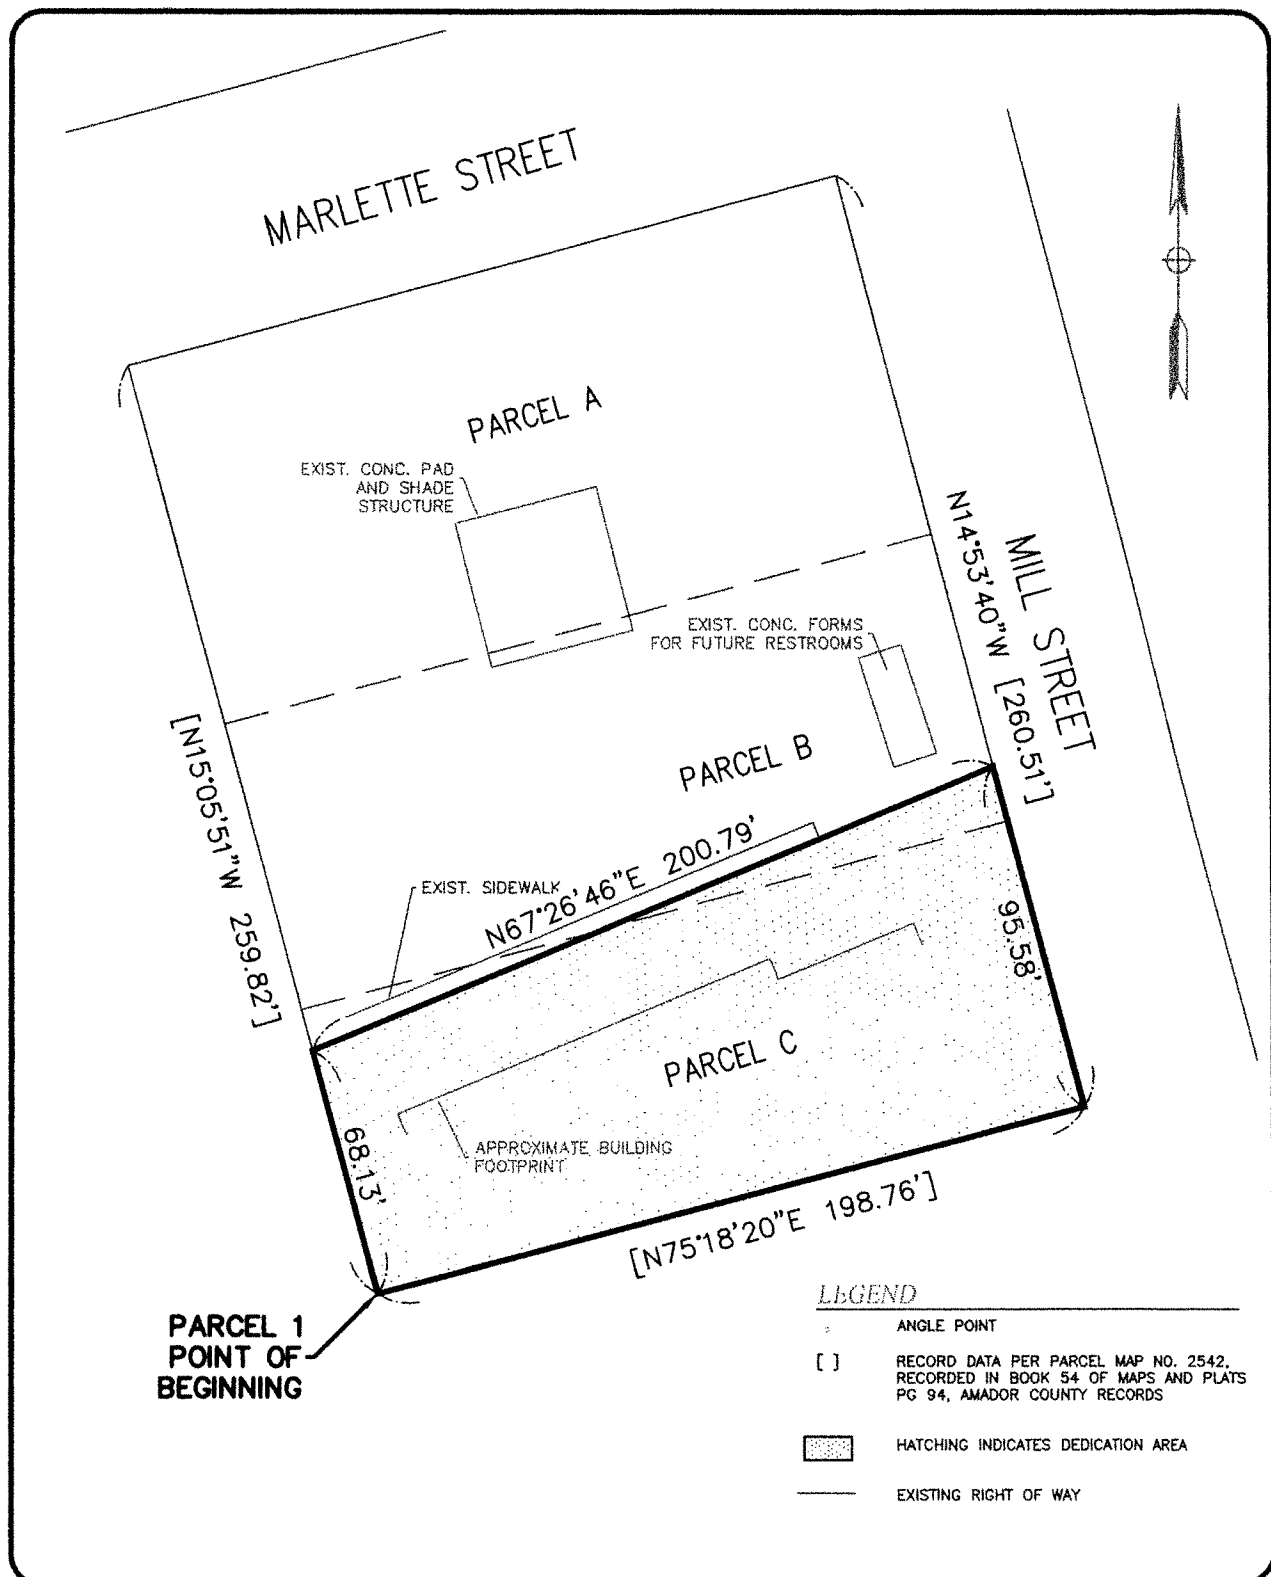 MARLETTE STREET
PARCEL A
EXIST. CONC. PAD
AND SHADE
STRUCTURE
N14°53'40"W [260.51']
MILL STREET
EXIST. CONC. FORMS
FOR FUTURE RESTROOMS
[N15°05'51"W 259.82']
PARCEL B
N67°26'46"E 200.79'
EXIST. SIDEWALK
95.58'
PARCEL C
68.13'
APPROXIMATE BUILDING
FOOTPRINT
[N75°18'20"E 198.76']
PARCEL 1
POINT OF
BEGINNING
LEGEND
ANGLE POINT
[ ] RECORD DATA PER PARCEL MAP NO. 2542,
RECORDED IN BOOK 54 OF MAPS AND PLATS
PG 94, AMADOR COUNTY RECORDS
HATCHING INDICATES DEDICATION AREA
EXISTING RIGHT OF WAY